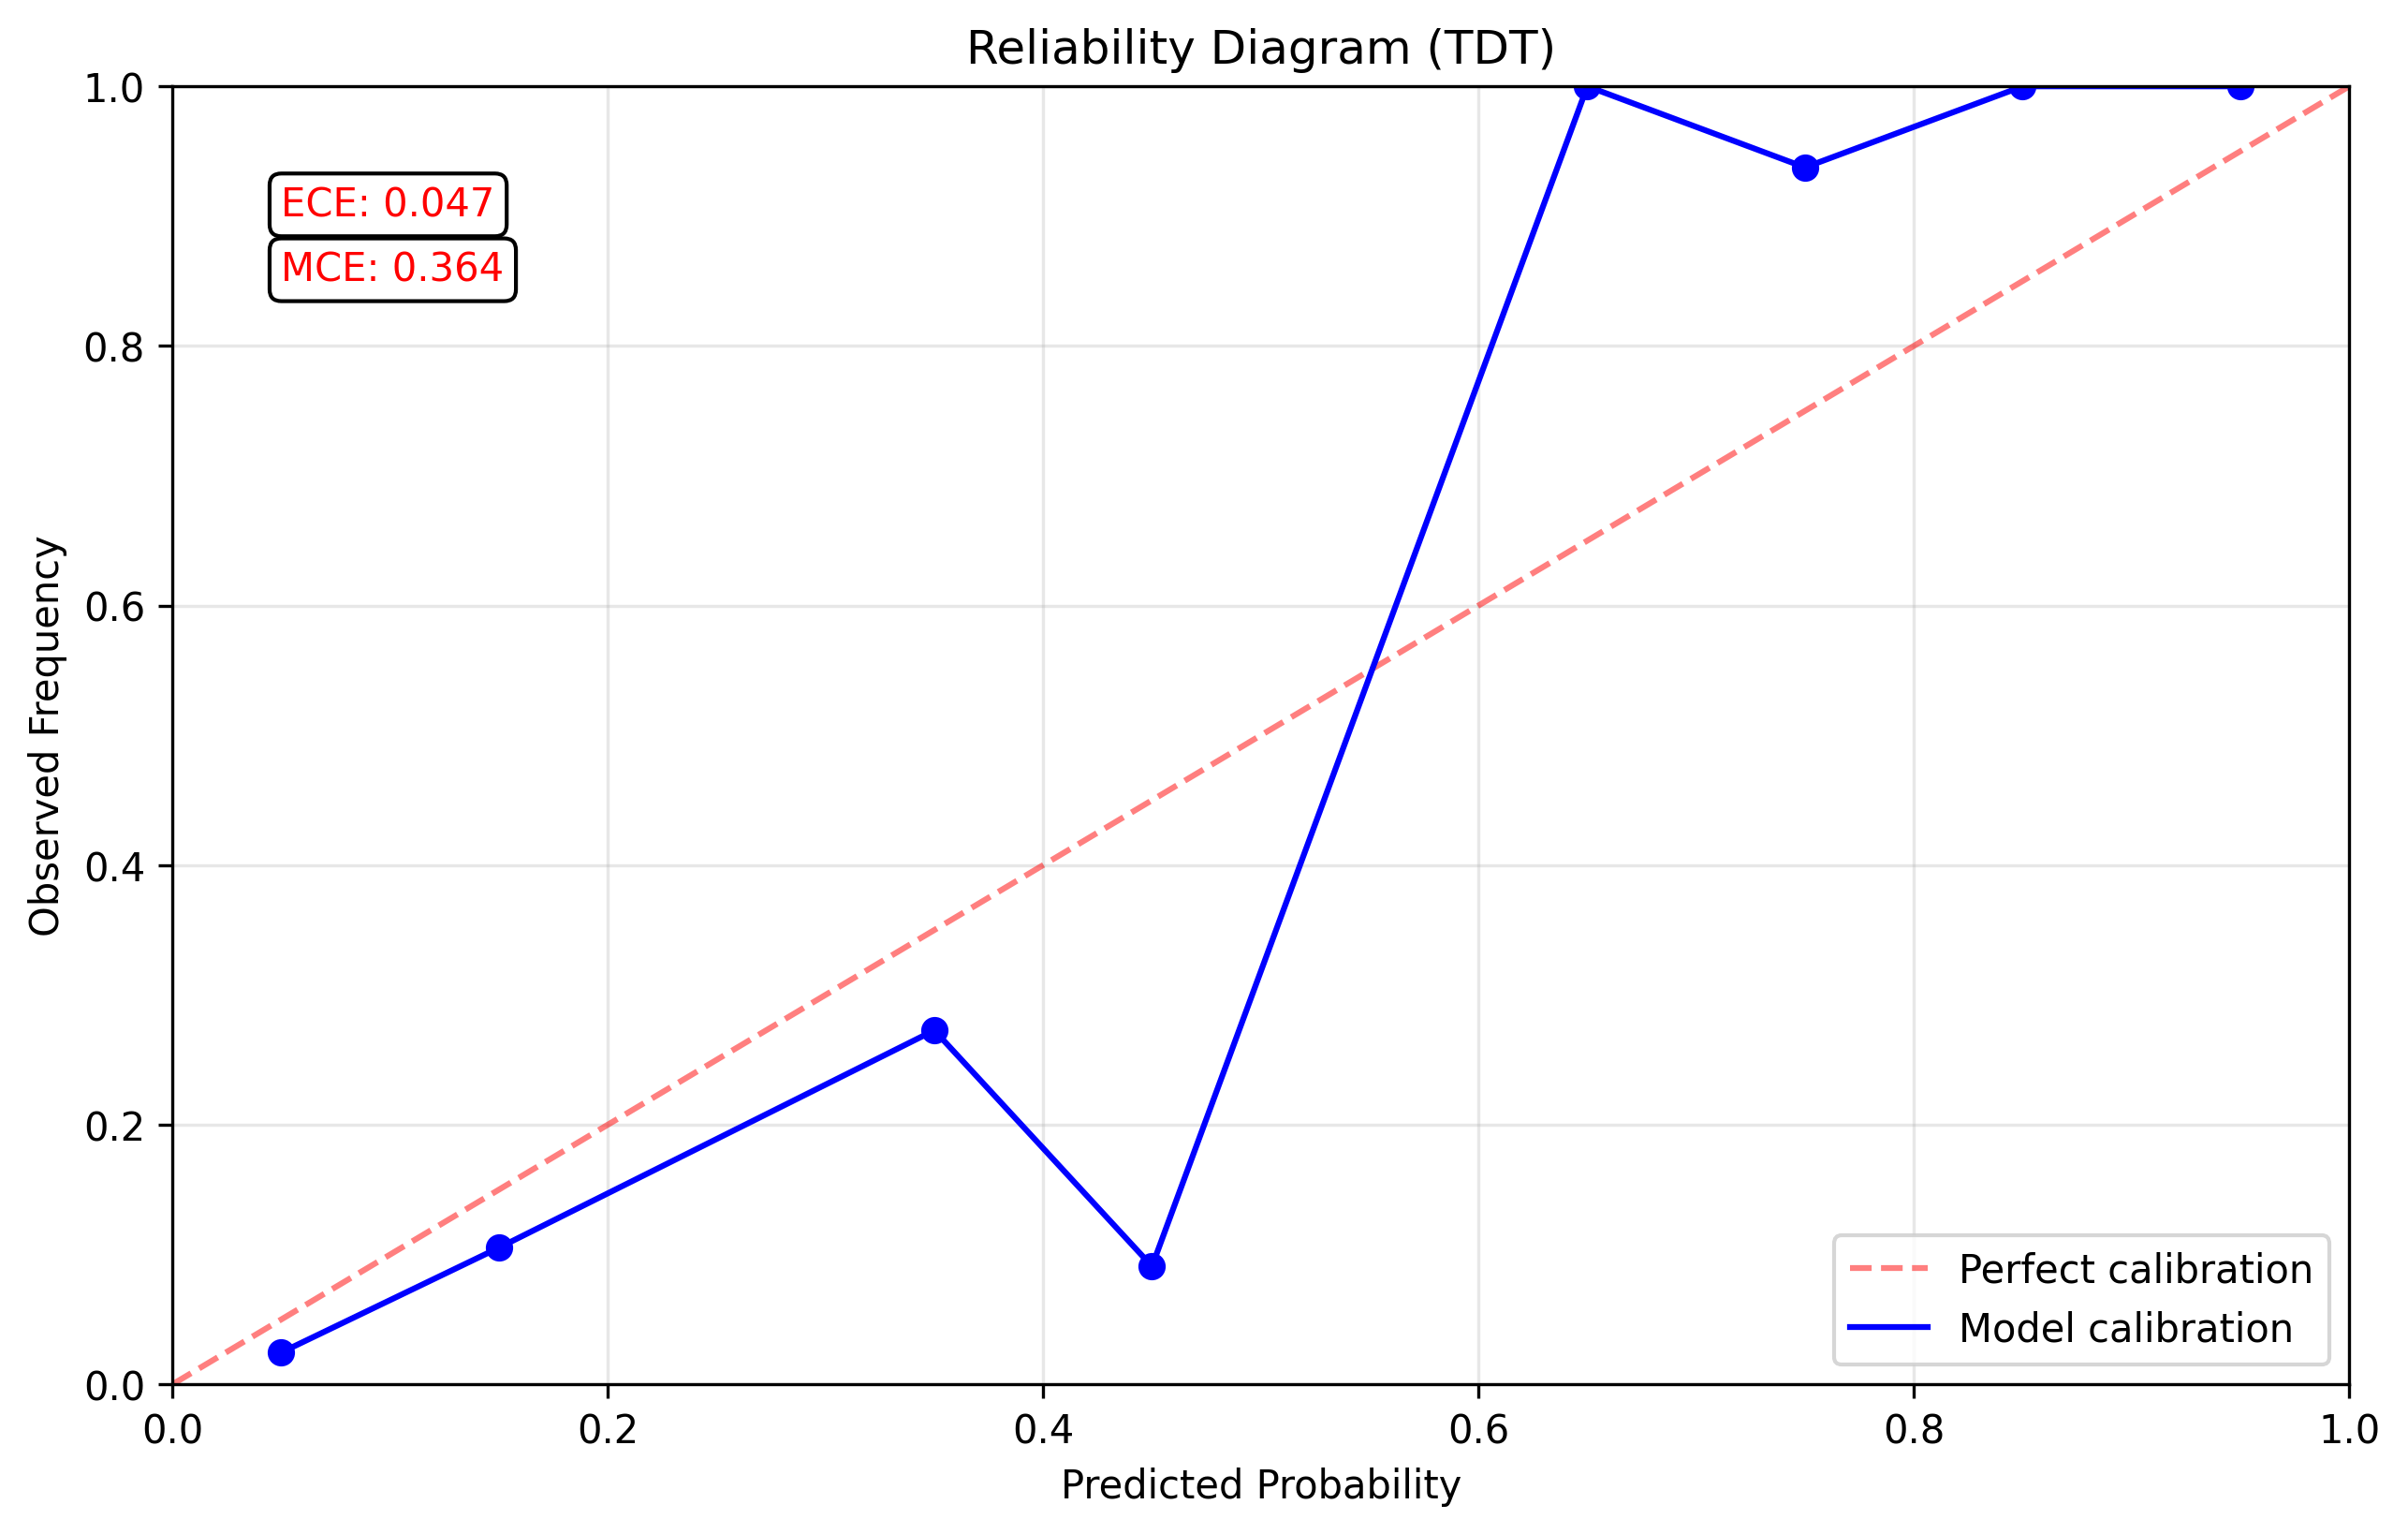 Reliability Diagram (TDT)
1.0
0.8
0.6
0.4
0.2
0.0
Observed Frequency
ECE: 0.047
MCE: 0.364
Perfect calibration
Model calibration
0.0 0.2 0.4 0.6 0.8 1.0
Predicted Probability